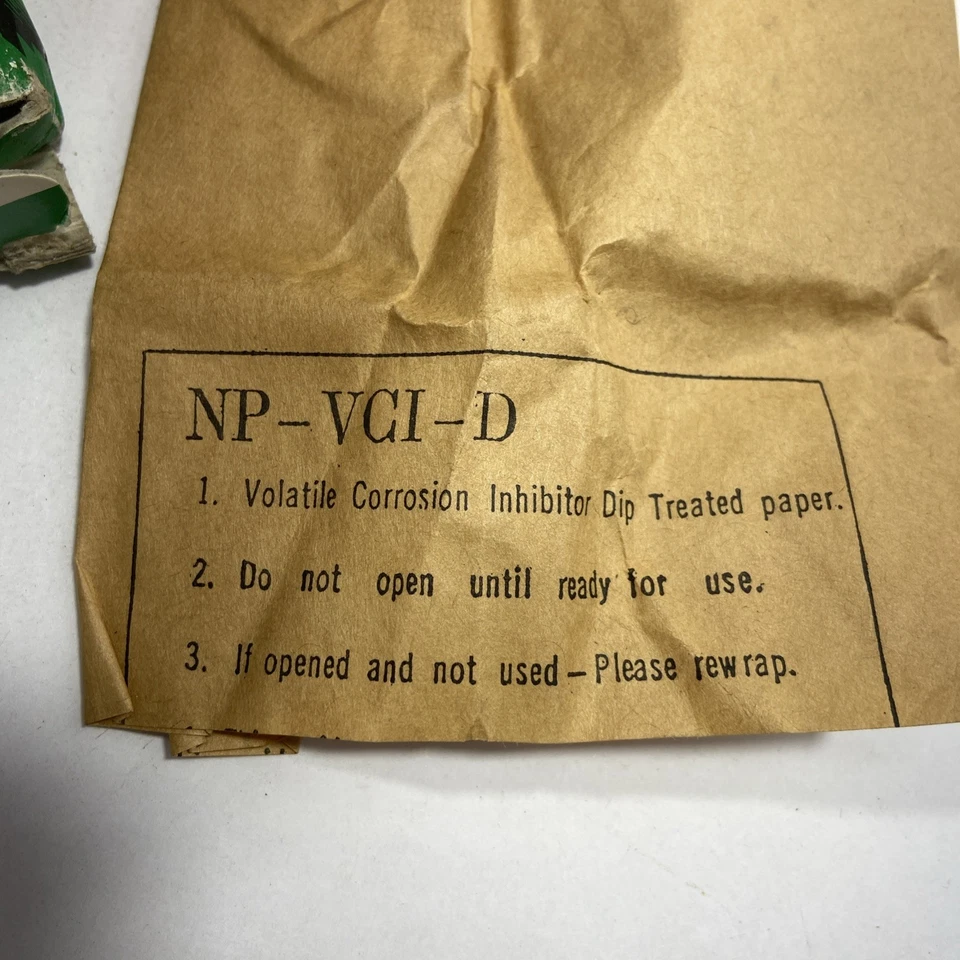 NP-VCI-D
1. Volatile Corrosion Inhibitor Dip Treated paper.
2. Do not open until ready for use.
3. If opened and not used – Please rewrap.